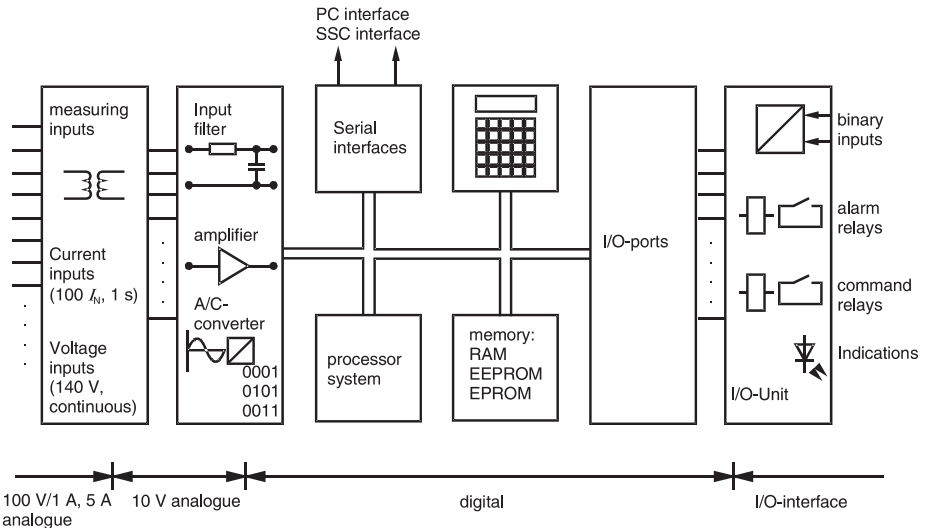 PC interface
SSC interface
measuring
inputs
Current
inputs
(100 I_N, 1 s)
Voltage
inputs
(140 V,
continuous)
Input
filter
amplifier
A/C-
converter
0001
0101
0011
Serial
interfaces
processor
system
memory:
RAM
EEPROM
EPROM
I/O-ports
binary
inputs
alarm
relays
command
relays
Indications
I/O-Unit
100 V/1 A, 5 A
analogue
10 V analogue
digital
I/O-interface